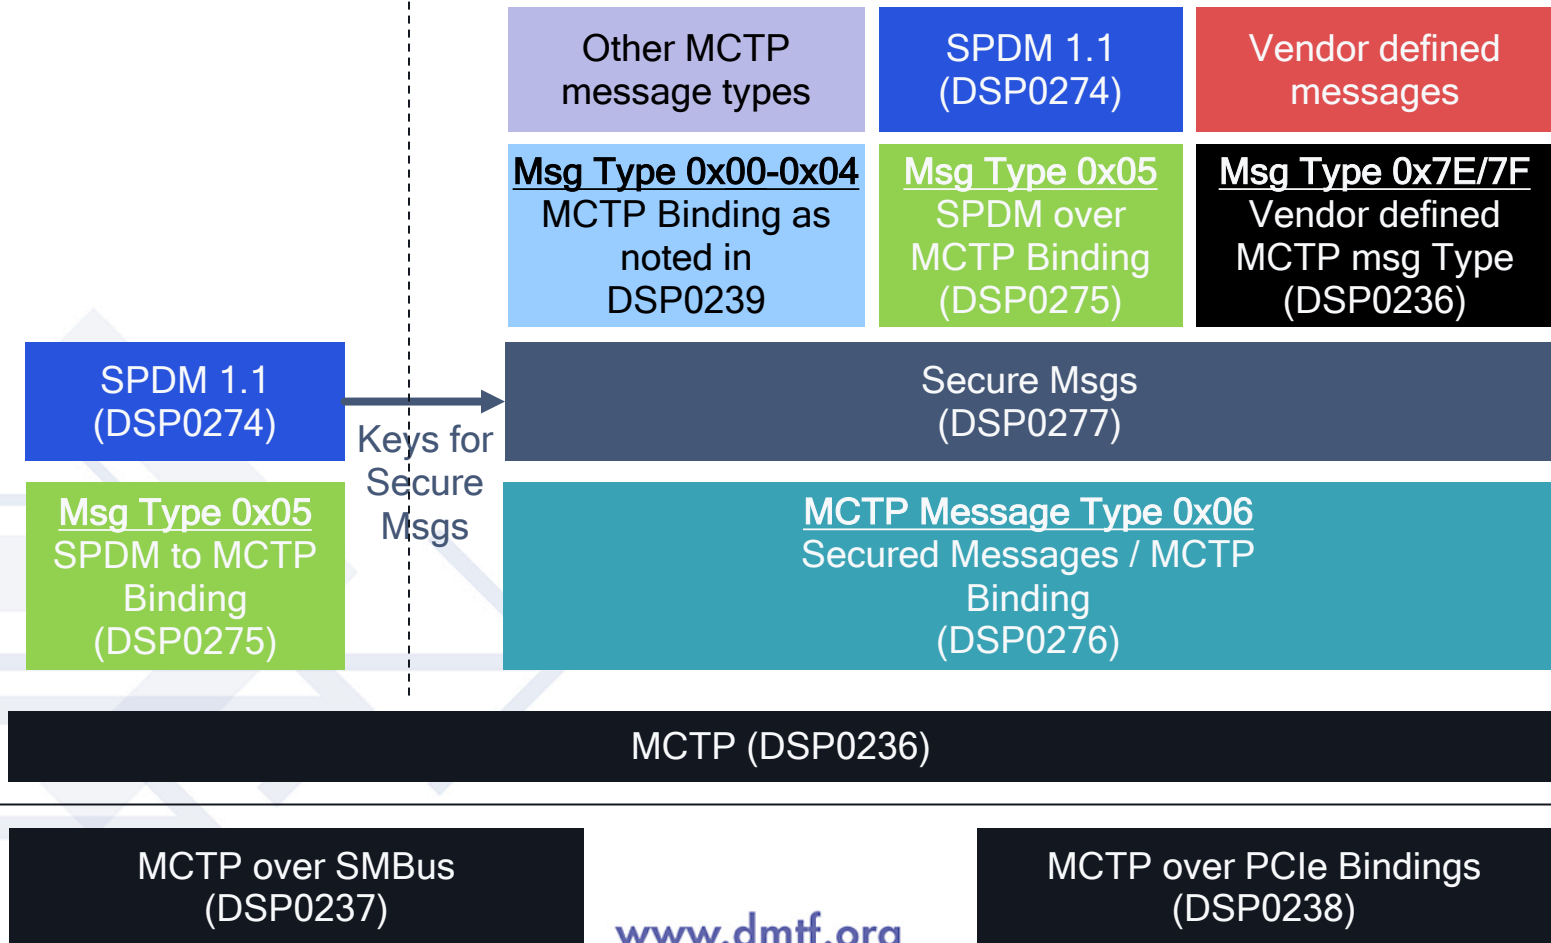 Other MCTP
message types
SPDM 1.1
(DSP0274)
Vendor defined
messages
Msg Type 0x00-0x04
MCTP Binding as
noted in
DSP0239
Msg Type 0x05
SPDM over
MCTP Binding
(DSP0275)
Msg Type 0x7E/7F
Vendor defined
MCTP msg Type
(DSP0236)
SPDM 1.1
(DSP0274)
Keys for
Secure
Msgs
Secure Msgs
(DSP0277)
Msg Type 0x05
SPDM to MCTP
Binding
(DSP0275)
MCTP Message Type 0x06
Secured Messages / MCTP
Binding
(DSP0276)
MCTP (DSP0236)
MCTP over SMBus
(DSP0237)
MCTP over PCIe Bindings
(DSP0238)
www.dmtf.org